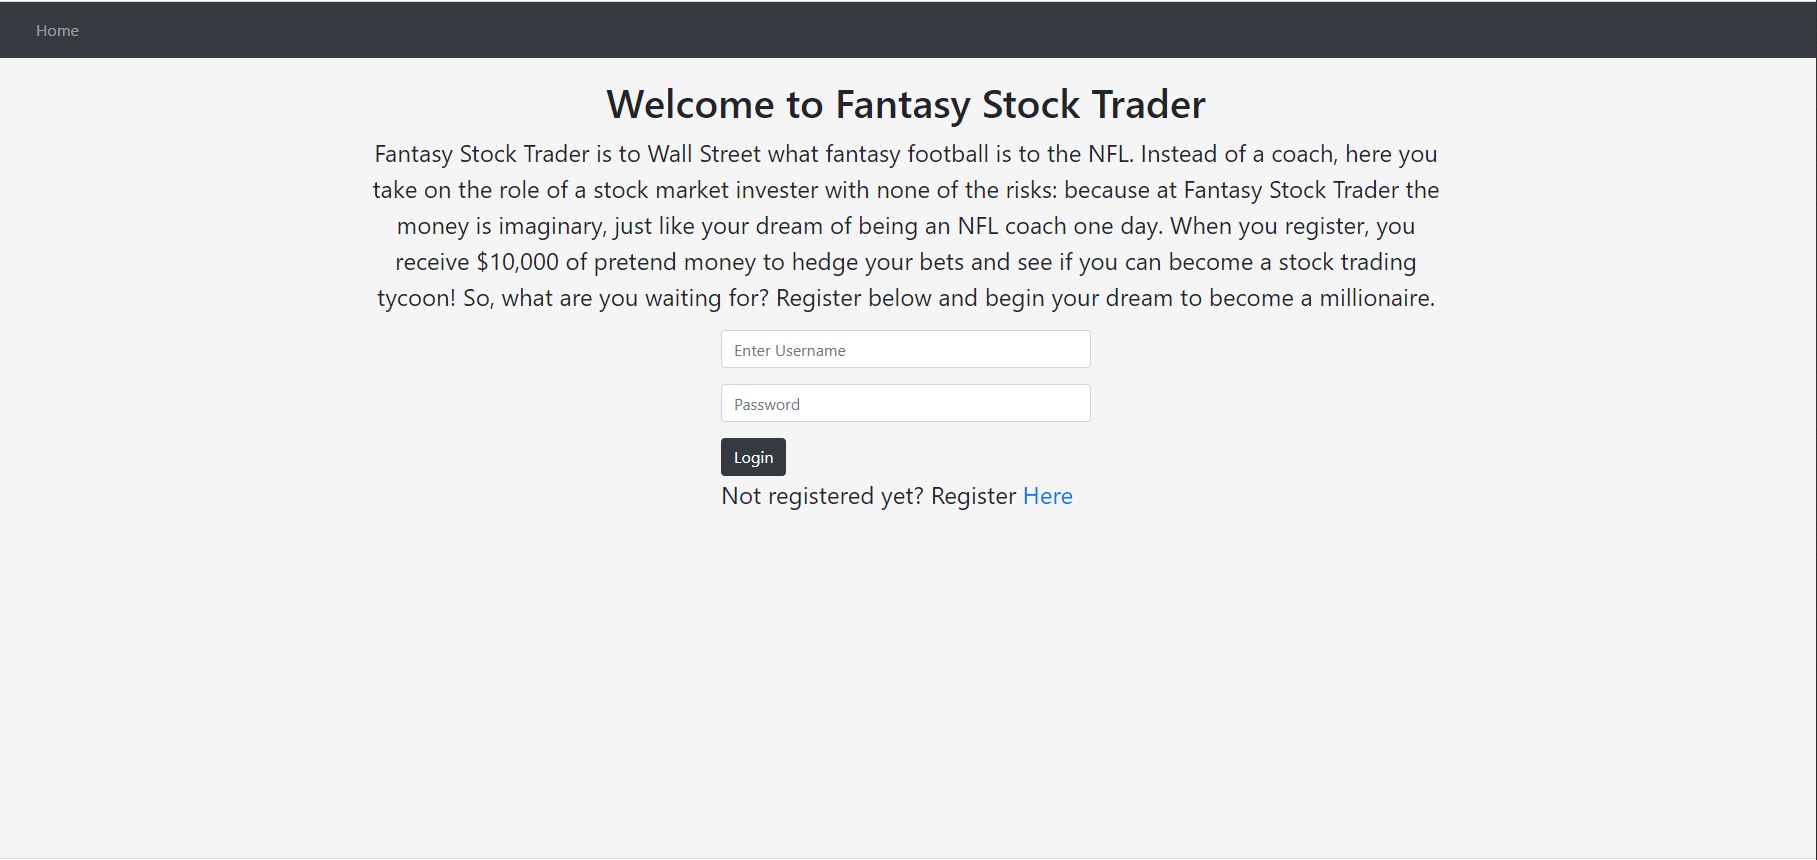 Home
Welcome to Fantasy Stock Trader
Fantasy Stock Trader is to Wall Street what fantasy football is to the NFL. Instead of a coach, here you
take on the role of a stock market invester with none of the risks: because at Fantasy Stock Trader the
money is imaginary, just like your dream of being an NFL coach one day. When you register, you
receive $10,000 of pretend money to hedge your bets and see if you can become a stock trading
tycoon! So, what are you waiting for? Register below and begin your dream to become a millionaire.
Enter Username
Password
Login
Not registered yet? Register Here